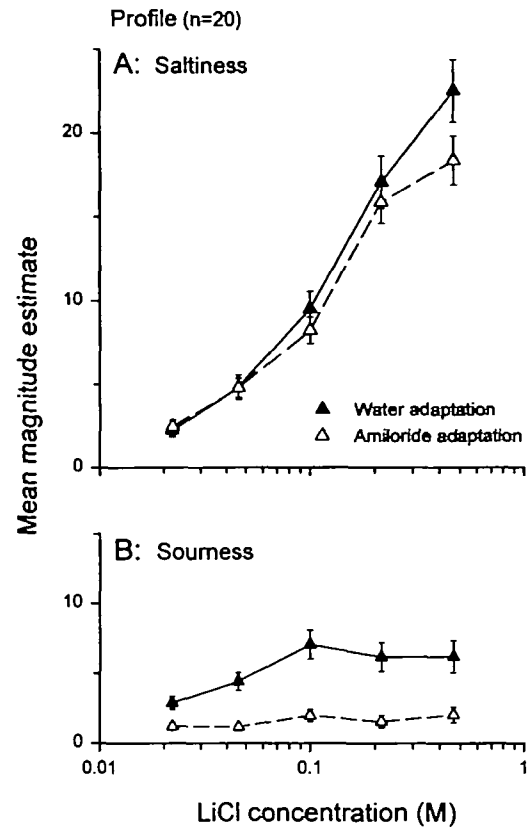 Profile (n=20)
A: Saltiness
20
10
0
Mean magnitude estimate
Water adaptation
Amiloride adaptation
B: Sourness
10
0
0.01
0.1
1
LiCl concentration (M)